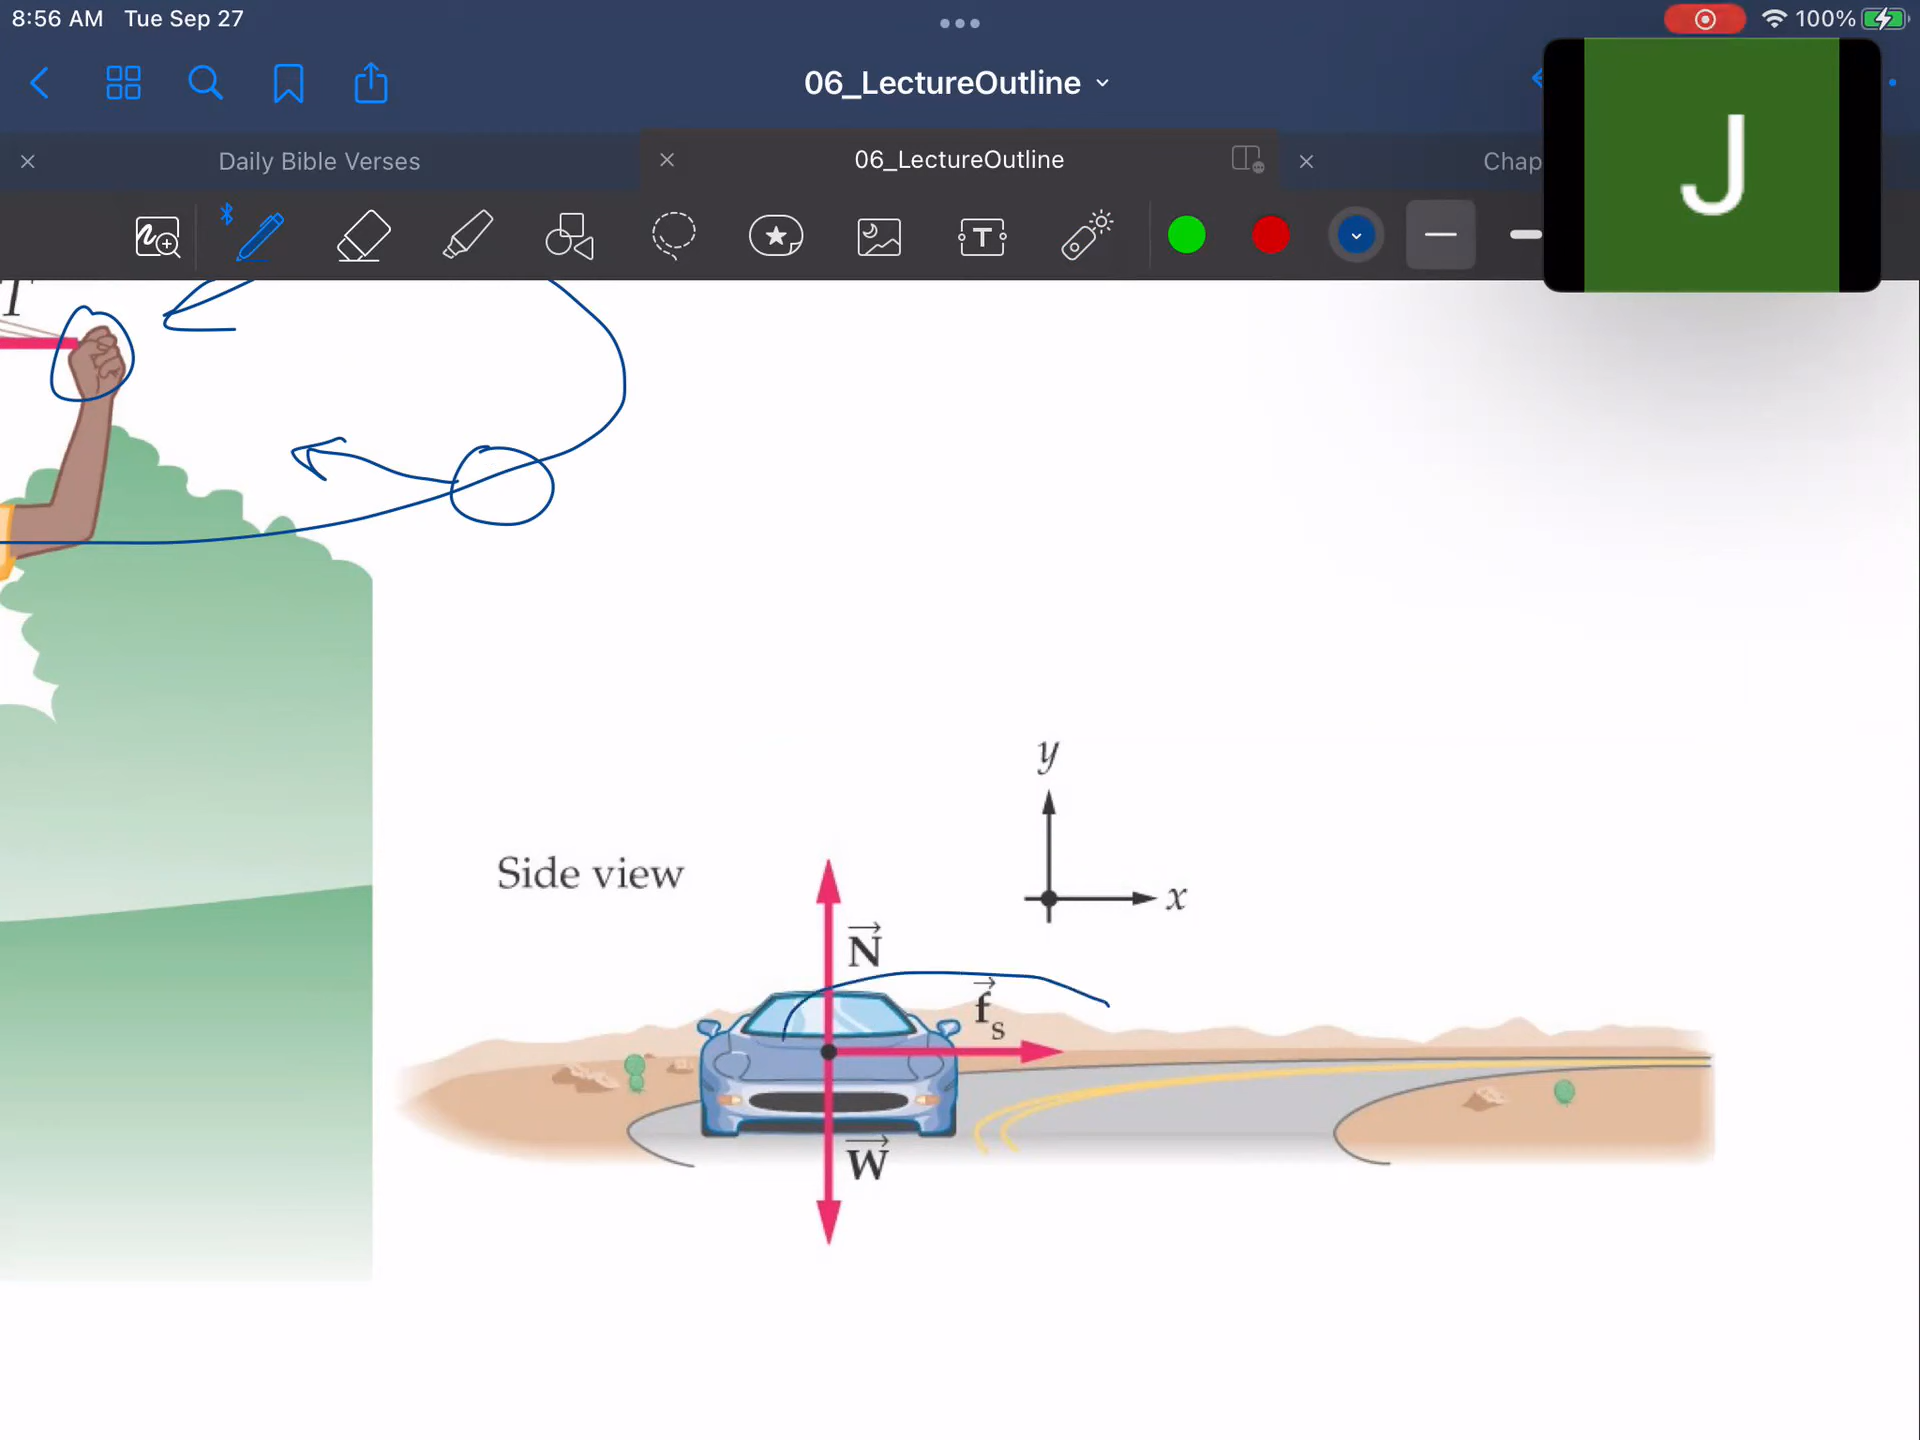 8:56 AM Tue Sep 27
100%
06_LectureOutline
Daily Bible Verses
06_LectureOutline
Chap
J
T
T
y
x
Side view
N
f s
W